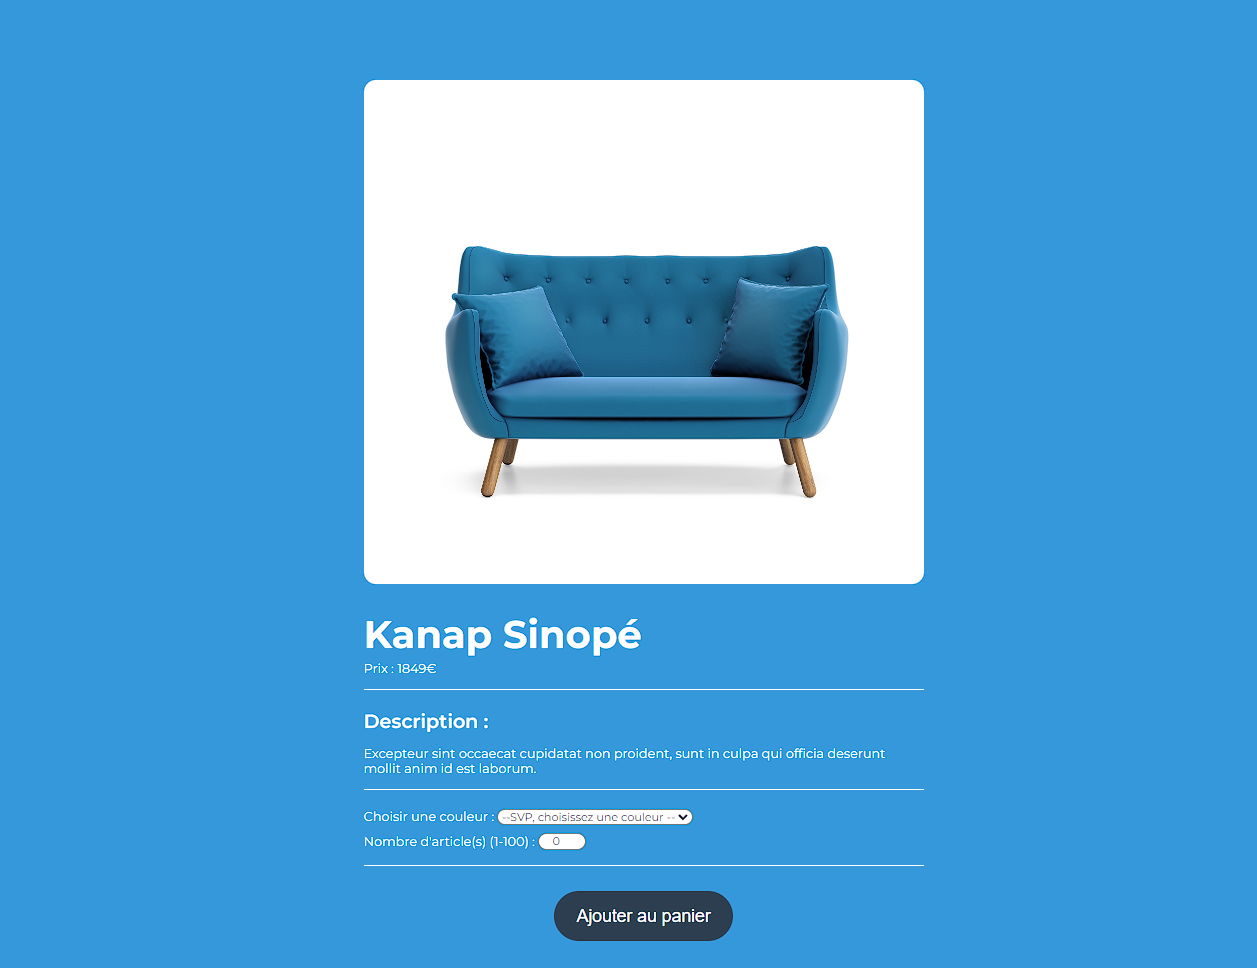 Kanap Sinopé
Prix : 1849€
Description :
Excepteur sint occaecat cupidatat non proident, sunt in culpa qui officia deserunt
mollit anim id est laborum.
Choisir une couleur : --SVP, choisissez une couleur --
Nombre d'article(s) (1-100) : 0
Ajouter au panier